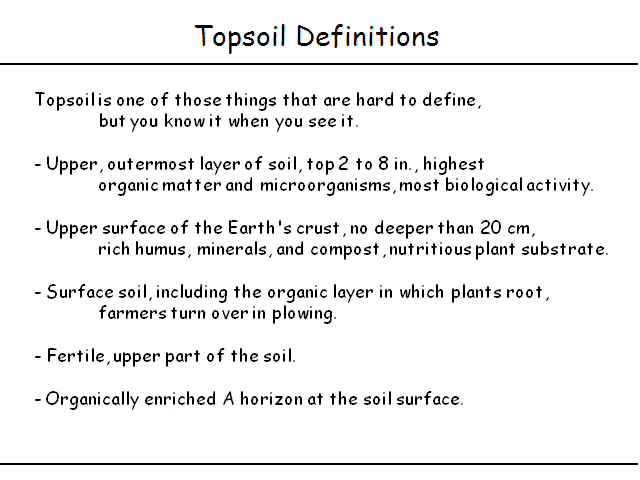 Topsoil Definitions
Topsoil is one of those things that are hard to define,
but you know it when you see it.
- Upper, outermost layer of soil, top 2 to 8 in., highest
organic matter and microorganisms, most biological activity.
- Upper surface of the Earth's crust, no deeper than 20 cm,
rich humus, minerals, and compost, nutritious plant substrate.
- Surface soil, including the organic layer in which plants root,
farmers turn over in plowing.
- Fertile, upper part of the soil.
- Organically enriched A horizon at the soil surface.